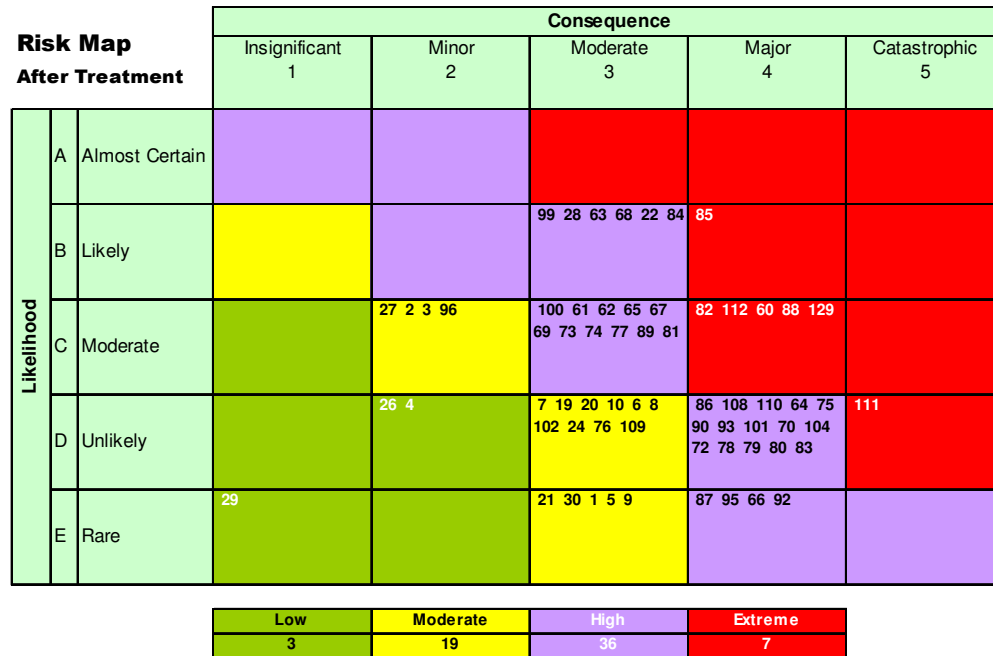 Consequence
Risk Map
After Treatment
Insignificant
1
Minor
2
Moderate
3
Major
4
Catastrophic
5
Likelihood
A Almost Certain
B Likely
99 28 63 68 22 84
85
C Moderate
27 2 3 96
100 61 62 65 67
69 73 74 77 89 81
82 112 60 88 129
D Unlikely
26 4
7 19 20 10 6 8
102 24 76 109
86 108 110 64 75
90 93 101 70 104
72 78 79 80 83
111
E Rare
29
21 30 1 5 9
87 95 66 92
Low Moderate High Extreme
3 19 36 7